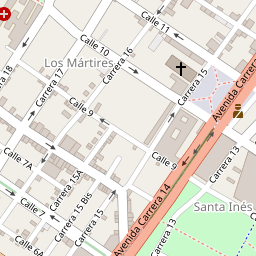 Calle 11
Calle 10
Carrera 16
Los Mártires
Carrera 15
Avenida Carrera
Carrera 17
Carrera 18
Calle 9
Calle 9
Calle 7A
Carrera 13
Carrera 15A
Carrera 15 Bis
Carrera 15
Avenida Carrera 14
Santa Inés
Carrera 13
Calle 7
Calle 6A